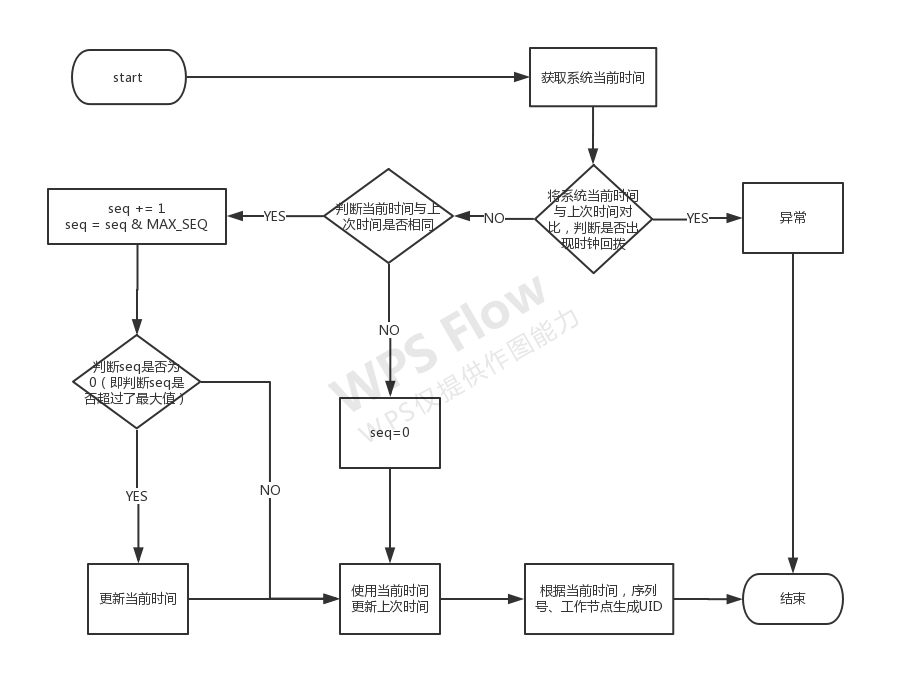 start
获取系统当前时间
将系统当前时间
与上次时间对
比，判断是否出
现时钟回拨
YES
异常
NO
判断当前时间与上
次时间是否相同
YES
seq += 1
seq = seq & MAX_SEQ
NO
判断seq是否为
0（即判断seq是
否超过了最大值）
YES
NO
seq=0
更新当前时间
使用当前时间
更新上次时间
根据当前时间，序列
号、工作节点生成UID
结束
WPS Flow
WPS仅提供作图能力